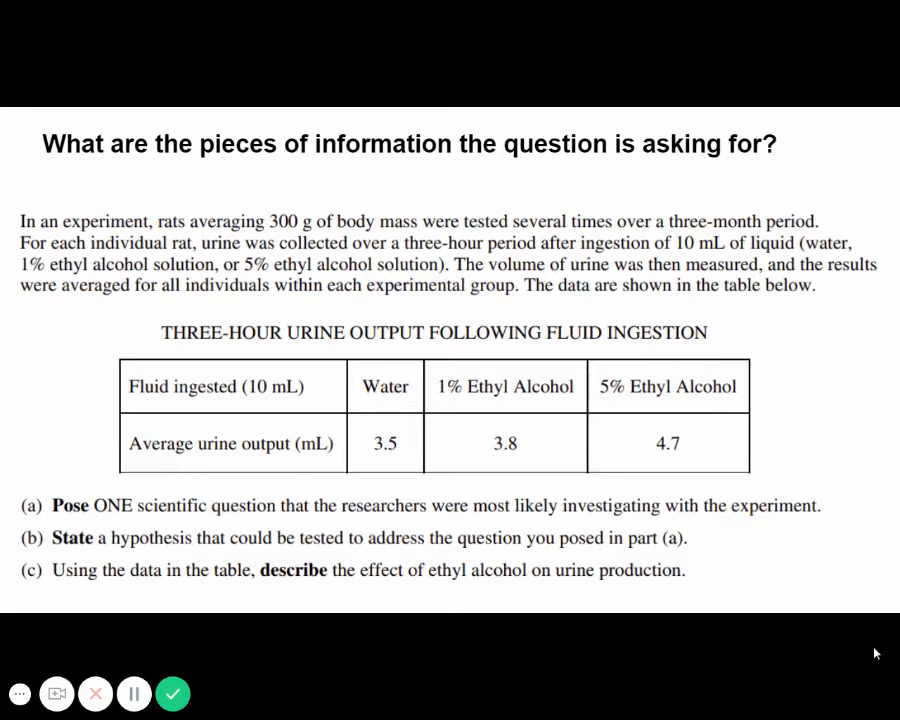 What are the pieces of information the question is asking for?
In an experiment, rats averaging 300 g of body mass were tested several times over a three-month period.
For each individual rat, urine was collected over a three-hour period after ingestion of 10 mL of liquid (water,
1% ethyl alcohol solution, or 5% ethyl alcohol solution). The volume of urine was then measured, and the results
were averaged for all individuals within each experimental group. The data are shown in the table below.
THREE-HOUR URINE OUTPUT FOLLOWING FLUID INGESTION
Fluid ingested (10 mL) Water 1% Ethyl Alcohol 5% Ethyl Alcohol
Average urine output (mL) 3.5 3.8 4.7
(a) Pose ONE scientific question that the researchers were most likely investigating with the experiment.
(b) State a hypothesis that could be tested to address the question you posed in part (a).
(c) Using the data in the table, describe the effect of ethyl alcohol on urine production.